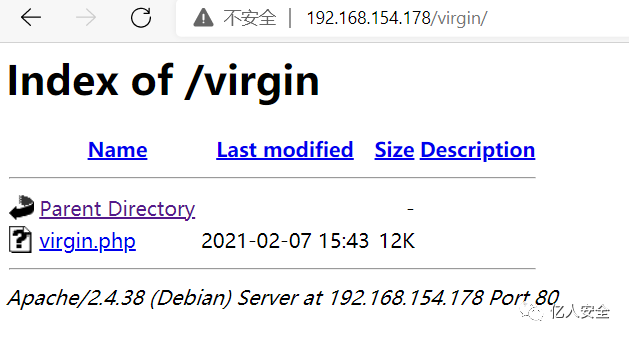 不安全 | 192.168.154.178/virgin/
Index of /virgin
Name Last modified Size Description
Parent Directory -
virgin.php 2021-02-07 15:43 12K
Apache/2.4.38 (Debian) Server at 192.168.154.178 Port 80
亿人安全